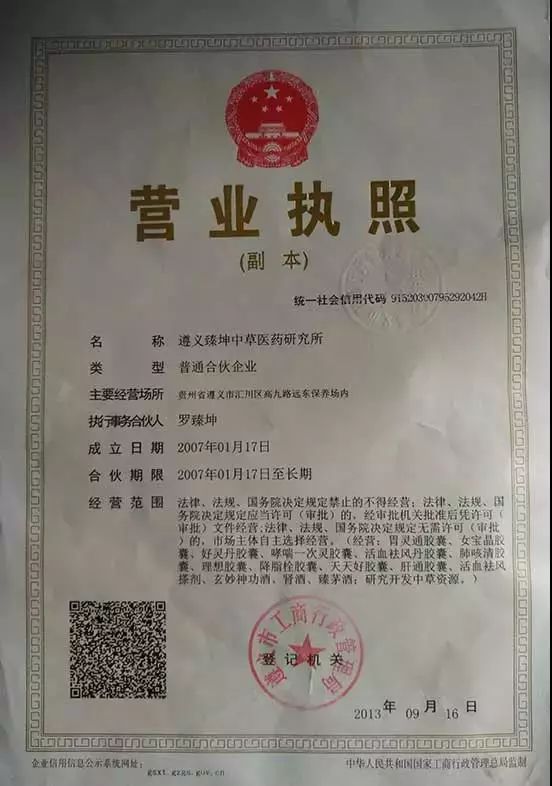 营业执照
(副 本)
统一社会信用代码 91520300795292042H
名 称 遵义臻坤中草医药研究所
类 型 普通合伙企业
主要经营场所 贵州省遵义市汇川区高九路远东保养场内
执行事务合伙人 罗臻坤
成立日期 2007年01月17日
合伙期限 2007年01月17日至长期
经营范围 法律、法规、国务院决定规定禁止的不得经营；法律、法规、国
务院决定规定应当许可（审批）的，经审批机关批准后凭许可（
审批）文件经营;法律、法规、国务院决定规定无需许可（审批
）的，市场主体自主选择经营。（经营：胃灵通胶囊、女宝晶胶
囊、好灵丹胶囊、哮喘一次灵胶囊、活血祛风丹胶囊、肺咳清胶
囊、理想胶囊、降脂栓胶囊、天天好胶囊、肝通胶囊、活血祛风
搽剂、玄妙神功酒、肾酒、臻茅酒；研究开发中草资源。）
遵义市工商行政管理局
登记机关
2013年 09月 16日
企业信用信息公示系统网址：
gsxt.gzgs.gov.cn
中华人民共和国国家工商行政管理总局监制